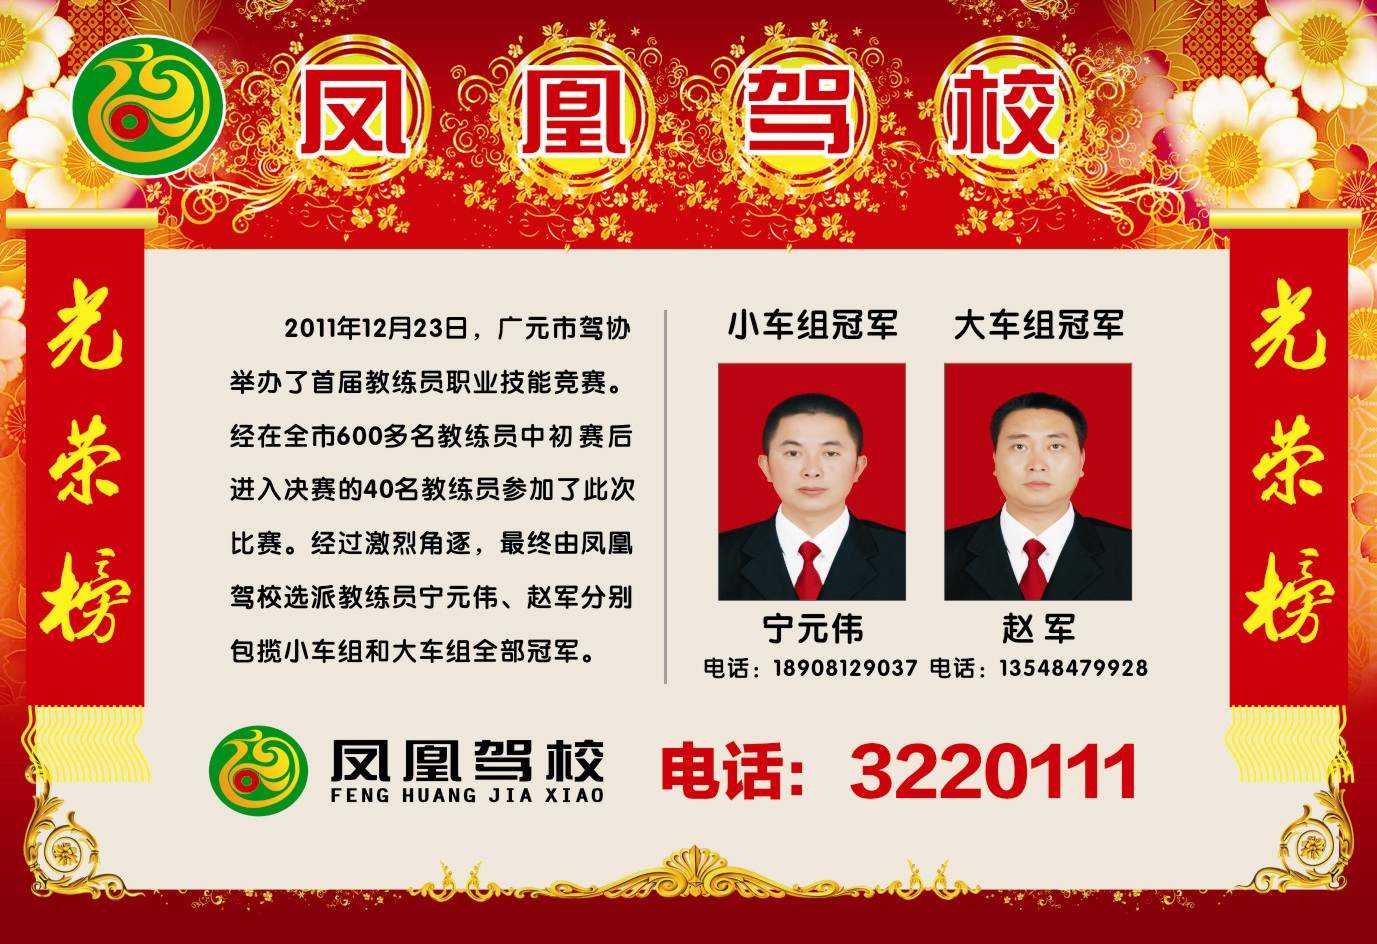 凤凰驾校
光荣榜
2011年12月23日，广元市驾协
举办了首届教练员职业技能竞赛。
经在全市600多名教练员中初赛后
进入决赛的40名教练员参加了此次
比赛。经过激烈角逐，最终由凤凰
驾校选派教练员宁元伟、赵军分别
包揽小车组和大车组全部冠军。
小车组冠军
宁元伟
电话：18908129037
大车组冠军
赵军
电话：13548479928
光荣榜
凤凰驾校
FENG HUANG JIA XIAO
电话：3220111